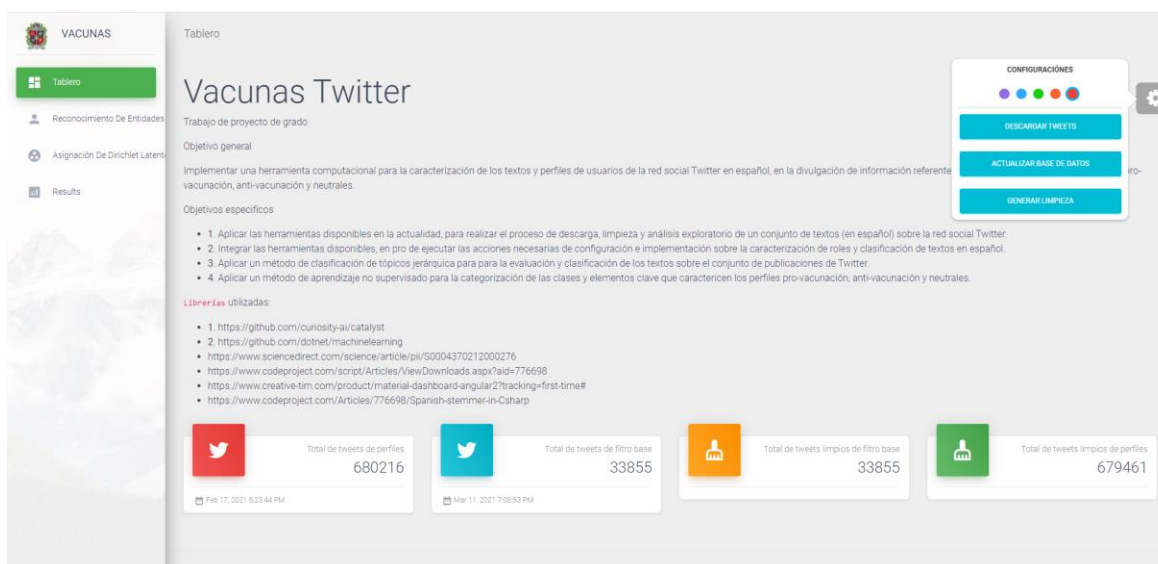 VACUNAS
Tablero
Reconocimiento De Entidades
Asignación De Dirichlet Latent
Results
Tablero
Vacunas Twitter
Trabajo de proyecto de grado
Objetivo general
Implementar una herramienta computacional para la caracterización de los textos y perfiles de usuarios de la red social Twitter en español, en la divulgación de información referente
ro-
vacunación, anti-vacunación y neutrales.
Objetivos especificos
• 1. Aplicar las herramientas disponibles en la actualidad, para realizar el proceso de descarga, limpieza y análisis exploratorio de un conjunto de textos (en español) sobre la red social Twitter.
• 2. Integrar las herramientas disponibles, en pro de ejecutar las acciones necesarias de configuración e implementación sobre la caracterización de roles y clasificación de textos en español.
• 3. Aplicar un método de clasificación de tópicos jerárquica para para la evaluación y clasificación de los textos sobre el conjunto de publicaciones de Twitter.
• 4. Aplicar un método de aprendizaje no supervisado para la categorización de las clases y elementos clave que caractericen los perfiles pro-vacunación, anti-vacunación y neutrales.
Librerías utilizadas:
• 1. https://github.com/curiosity-ai/catalyst
• 2. https://github.com/dotnet/machinelearning
• https://www.sciencedirect.com/science/article/pii/S0004370212000276
• https://www.codeproject.com/script/Articles/ViewDownloads.aspx?aid=776698
• https://www.creative-tim.com/product/material-dashboard-angular2?tracking=first-time#
• https://www.codeproject.com/Articles/776698/Spanish-stemmer-in-Csharp
CONFIGURACIÓNES
DESCARGAR TWEETS
ACTUALIZAR BASE DE DATOS
GENERAR LIMPIEZA
Total de tweets de perfiles
680216
Feb 17, 2021 5:23:44 PM
Total de tweets de filtro base
33855
Mar 11, 2021 7:08:53 PM
Total de tweets limpios de filtro base
33855
Total de tweets limpios de perfiles
679461